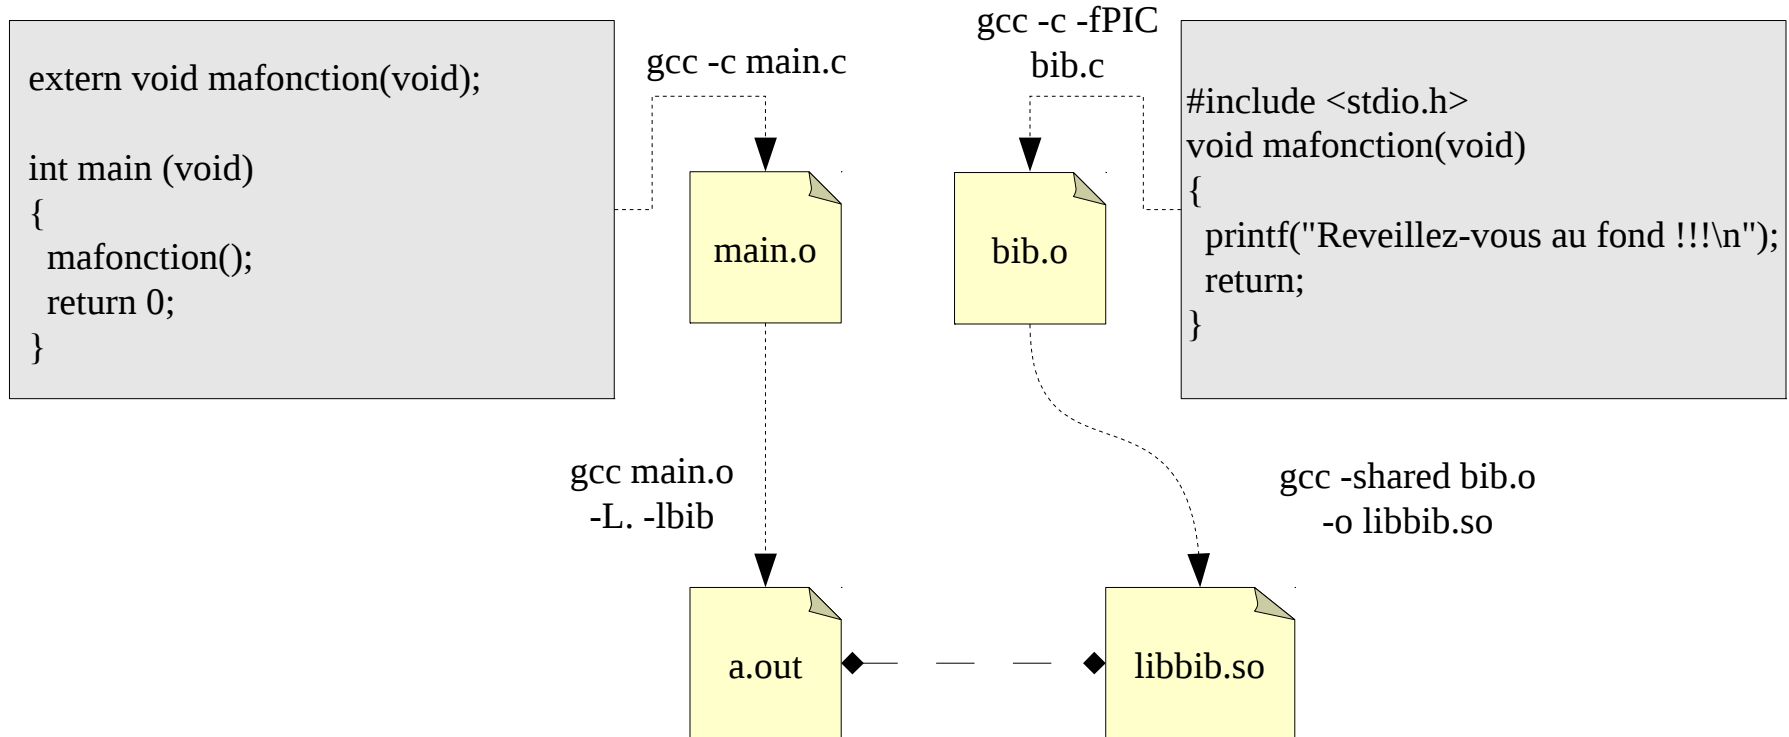 extern void mafonction(void);
int main (void)
{
mafonction();
return 0;
}
gcc -c main.c
main.o
gcc -c -fPIC
bib.c
bib.o
#include <stdio.h>
void mafonction(void)
{
printf("Reveillez-vous au fond !!!\n");
return;
}
gcc main.o
-L. -lbib
gcc -shared bib.o
-o libbib.so
a.out
libbib.so